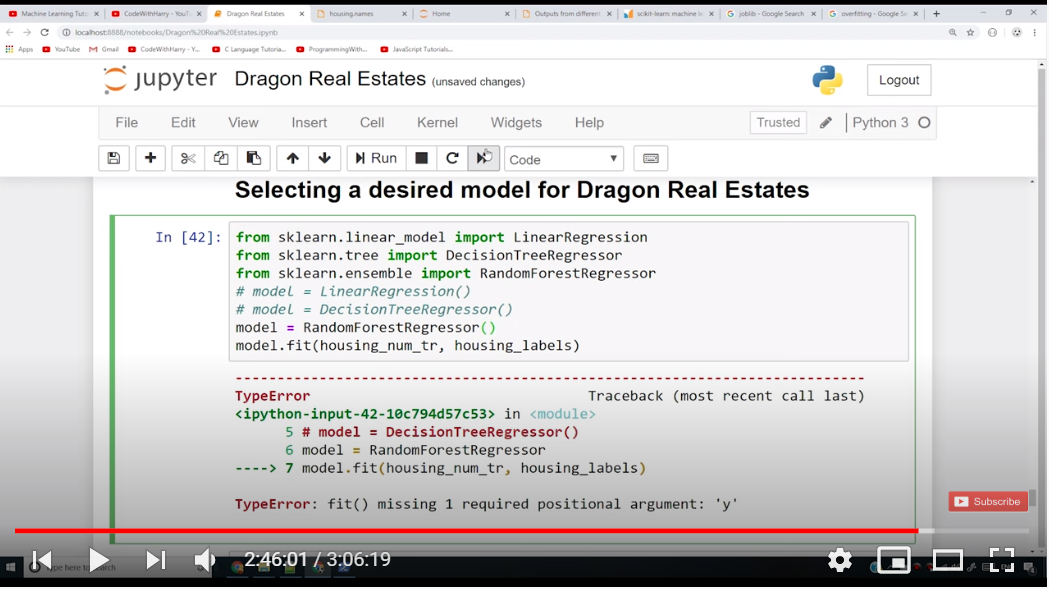 Machine Learning Tut
CodeWithHarry - YouT
Dragon Real Estates
housing.names
Home
Outputs from different
scikit-learn: machine le
joblib - Google Search
overfitting - Google Se
localhost:8888/notebooks/Dragon%20Real%20Estates.ipynb
Apps YouTube Gmail CodeWithHarry - Y... C Language Tutoria... ProgrammingWith... JavaScript Tutorials...
jupyter Dragon Real Estates (unsaved changes) Logout
File Edit View Insert Cell Kernel Widgets Help Trusted Python 3
Run Code
Selecting a desired model for Dragon Real Estates
In [42]: from sklearn.linear_model import LinearRegression
from sklearn.tree import DecisionTreeRegressor
from sklearn.ensemble import RandomForestRegressor
# model = LinearRegression()
# model = DecisionTreeRegressor()
model = RandomForestRegressor()
model.fit(housing_num_tr, housing_labels)
---------------------------------------------------------------------------
TypeError Traceback (most recent call last)
<ipython-input-42-10c794d57c53> in <module>
5 # model = DecisionTreeRegressor()
6 model = RandomForestRegressor
----> 7 model.fit(housing_num_tr, housing_labels)
TypeError: fit() missing 1 required positional argument: 'y'
Subscribe
2:46:01 / 3:06:19